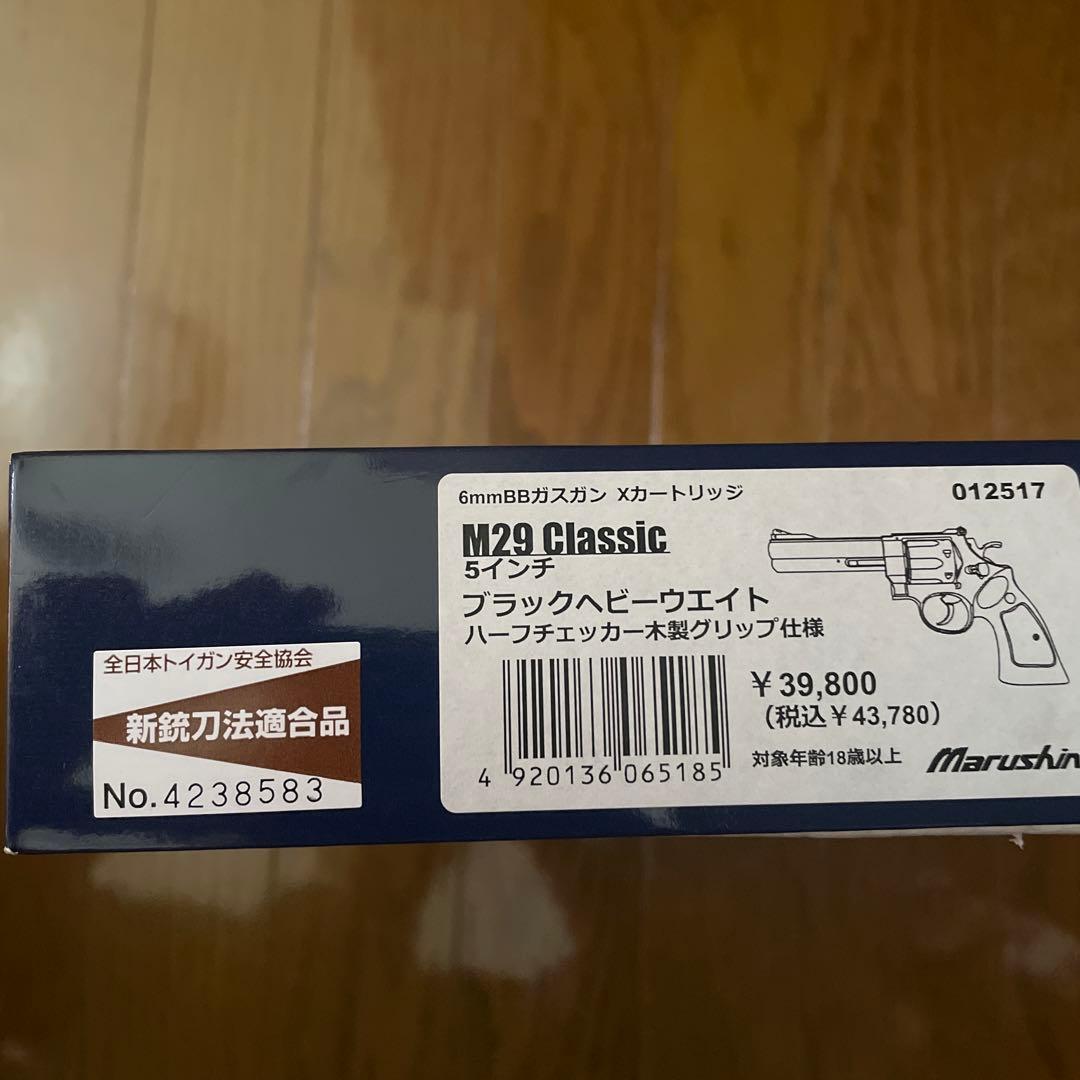 6mmBBガスガン Xカートリッジ
012517
M29 Classic
5インチ
ブラックヘビーウエイト
ハーフチェッカー木製グリップ仕様
￥39,800
（税込￥43,780）
4 920136 065185
対象年齢18歳以上
Marushin
全日本トイガン安全協会
新銃刀法適合品
No.4238583